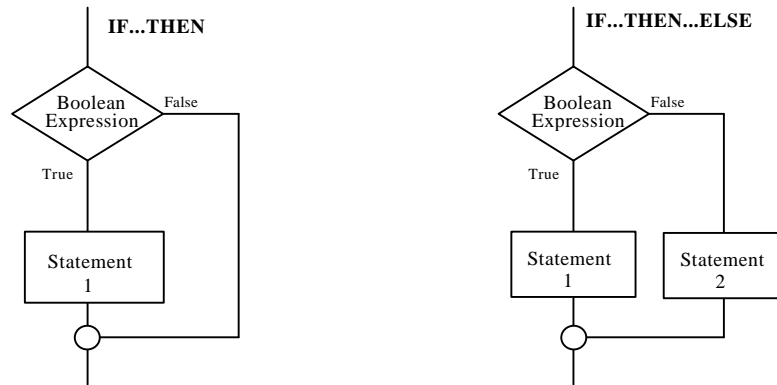 IF...THEN
Boolean
Expression
False
True
Statement
1
IF...THEN...ELSE
Boolean
Expression
False
True
Statement
1
Statement
2